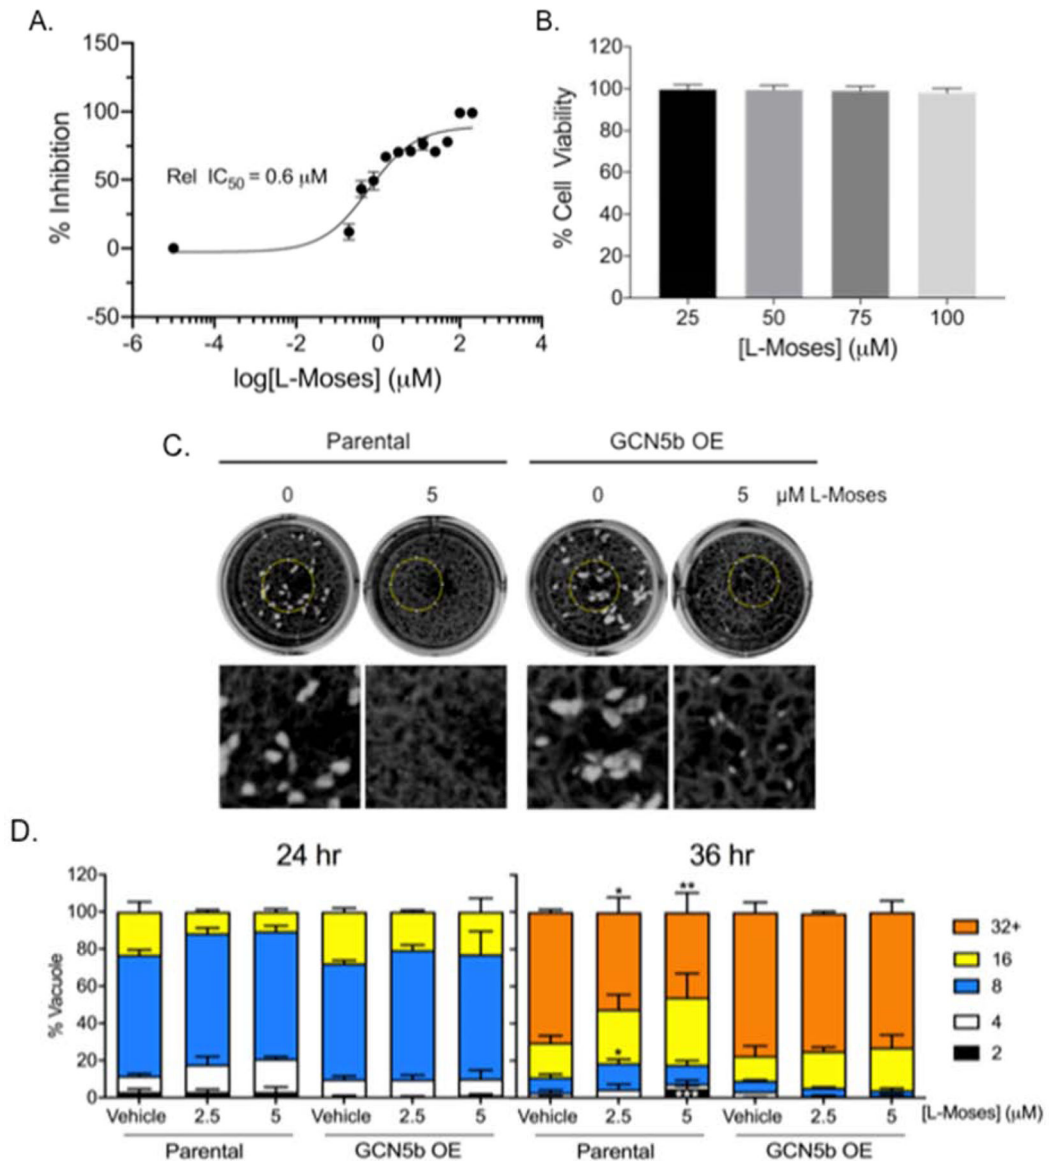 A.
150
100
50
0
-50
% Inhibition
Rel IC50 = 0.6 µM
-6 -4 -2 0 2 4
log[L-Moses] (µM)
B.
120
100
80
60
40
20
0
% Cell Viability
25 50 75 100
[L-Moses] (µM)
C.
Parental GCN5b OE
0 5 0 5 µM L-Moses
D.
24 hr 36 hr
120
100
80
60
40
20
0
% Vacuole
* **
*
***
32+
16
8
4
2
Vehicle 2.5 5 Vehicle 2.5 5 Vehicle 2.5 5 Vehicle 2.5 5 [L-Moses] (µM)
Parental GCN5b OE Parental GCN5b OE